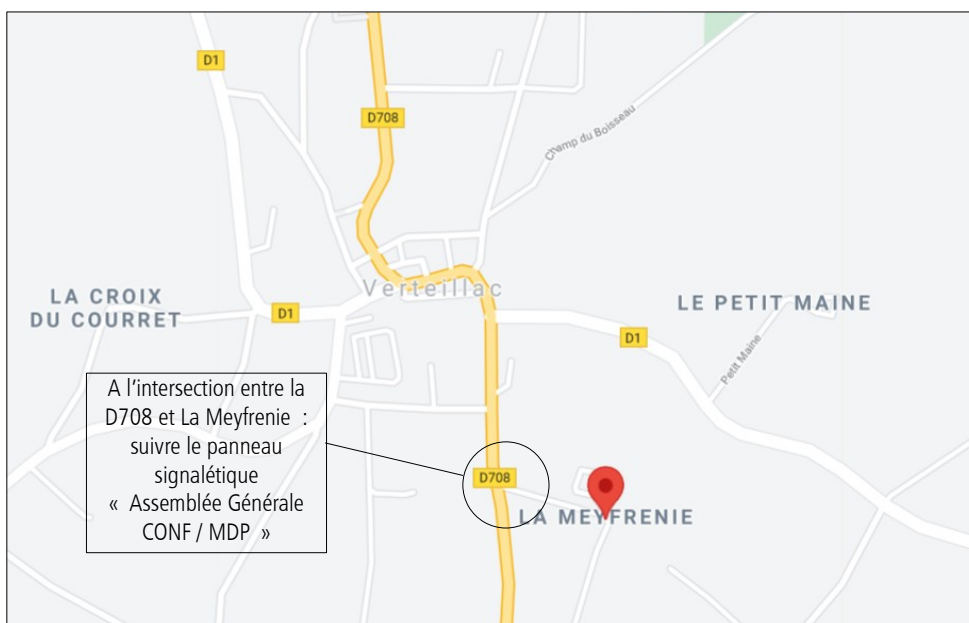 D1
D708
Champ du Boisseau
Verteillac
LA CROIX
DU COURRET
D1
LE PETIT MAINE
D1
Petit Maine
A l'intersection entre la
D708 et La Meyfrenie :
suivre le panneau
signalétique
« Assemblée Générale
CONF / MDP »
D708
LA MEYFRENIE